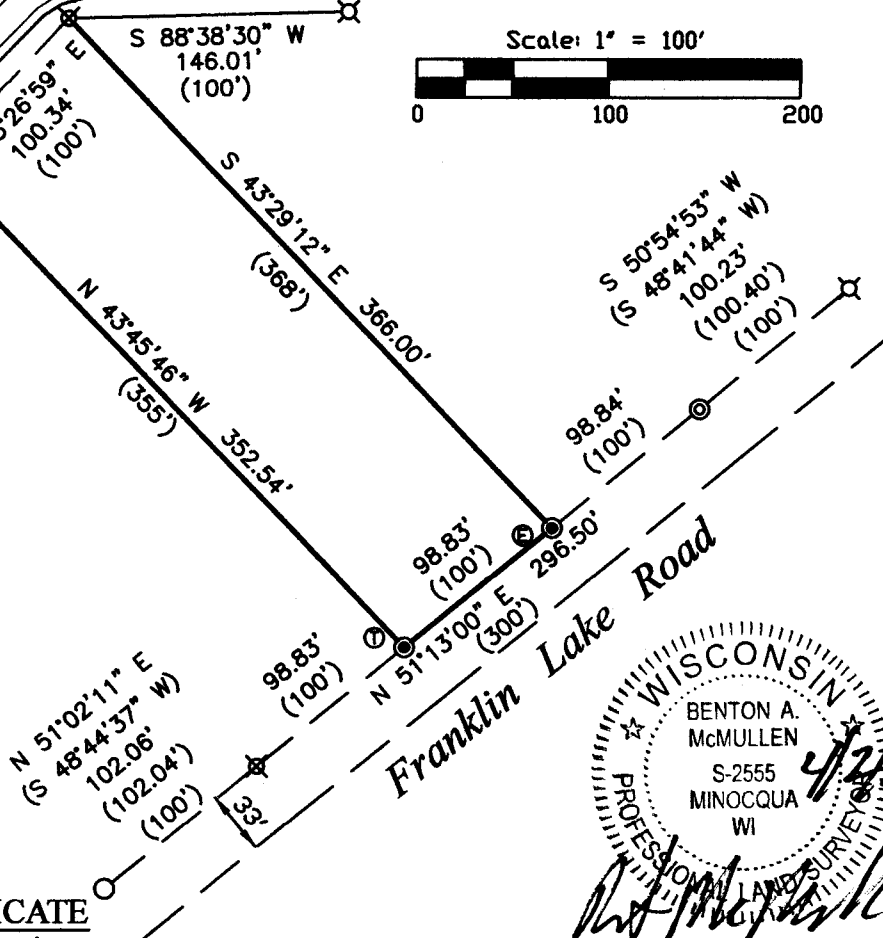 S 88°38'30" W
146.01'
(100')
Scale: 1" = 100'
0 100 200
26'59" E
100.34'
(100')
S 43°29'12" E 366.00'
(368')
N 43°45'46" W 352.54'
(355')
S 50°54'53" W
(S 48°41'44" W)
100.23'
(100.40')
(100')
98.84'
(100')
E
98.83'
(100')
N 51°13'00" E 296.50'
(300')
T
98.83'
(100')
Franklin Lake Road
N 51°02'11" E
(S 48°44'37" W)
102.06'
(102.04')
(100')
33'
WISCONSIN
BENTON A.
McMULLEN
S-2555
MINOCQUA
WI
PROFESSIONAL LAND SURVEYOR
ICATE